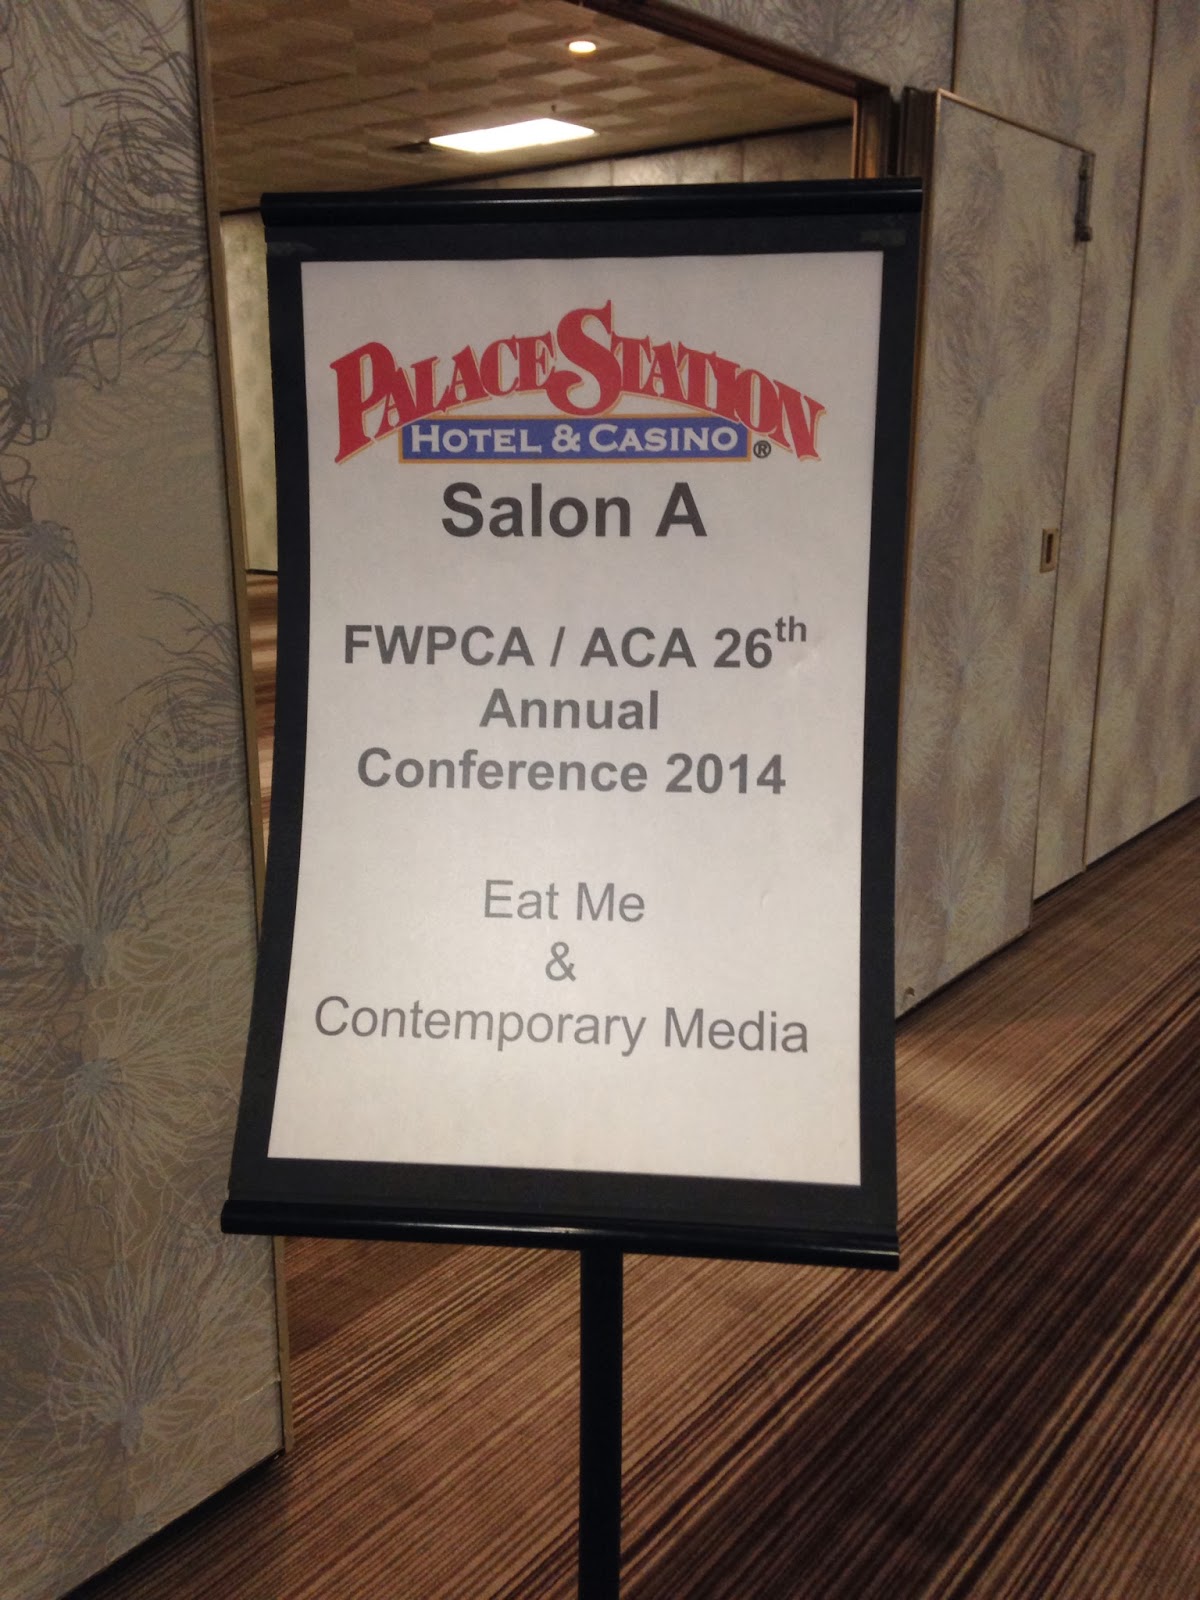 PALACE STATION
HOTEL & CASINO ®
Salon A
FWPCA / ACA 26th
Annual
Conference 2014
Eat Me
&
Contemporary Media